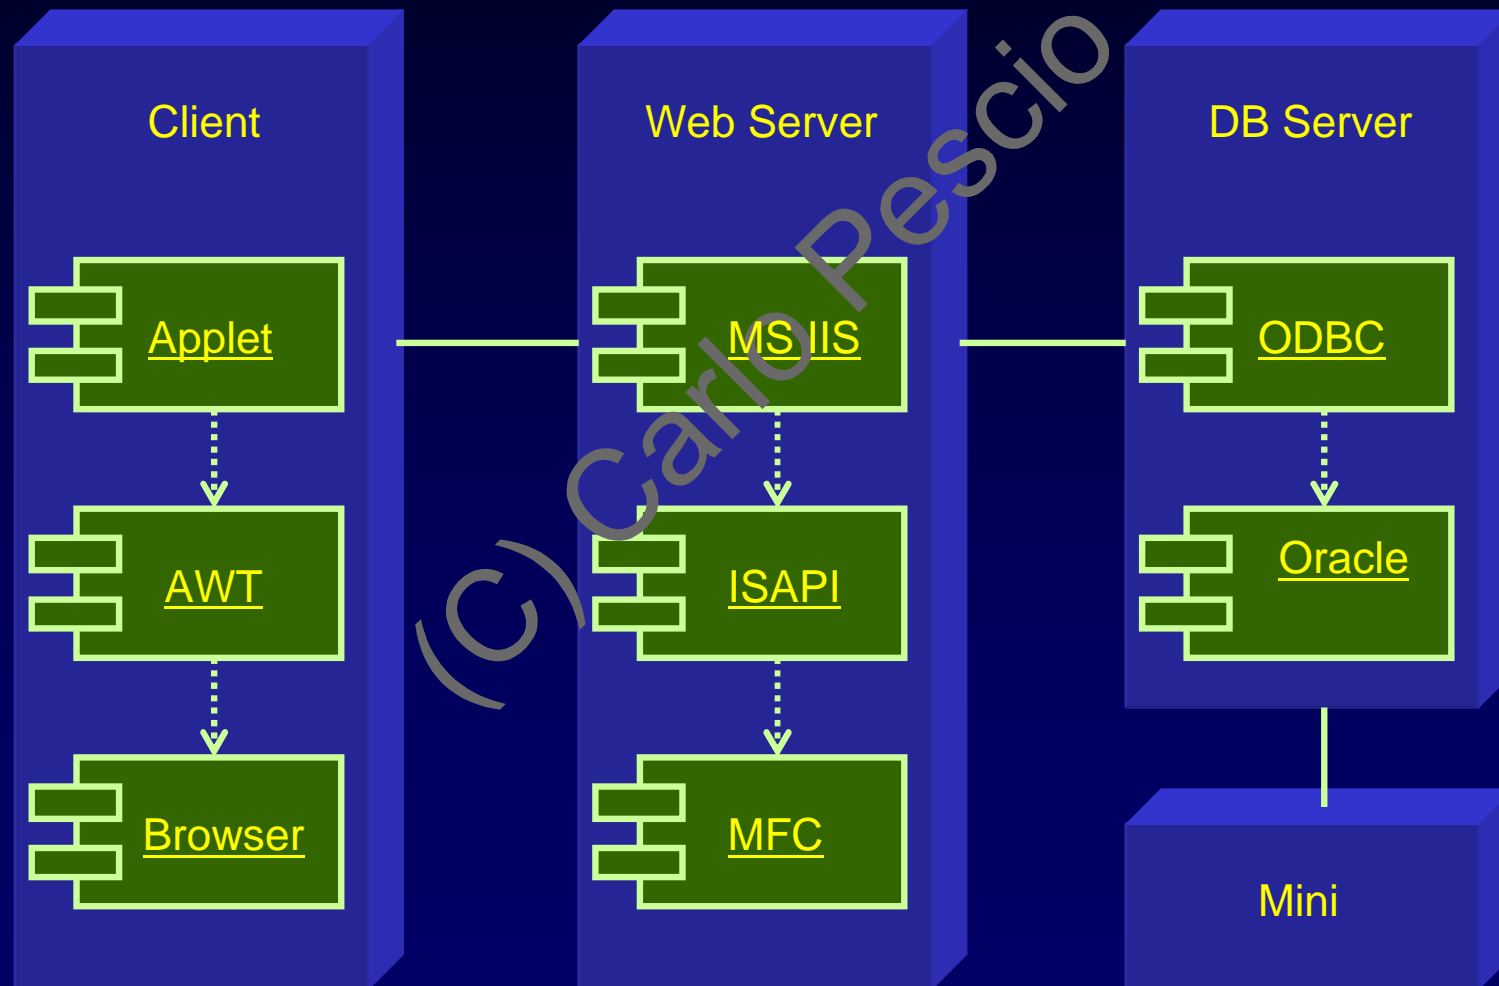 Client
Web Server
DB Server
Applet
MS IIS
ODBC
AWT
ISAPI
Oracle
Browser
MFC
Mini
(C) Carlo Pescio